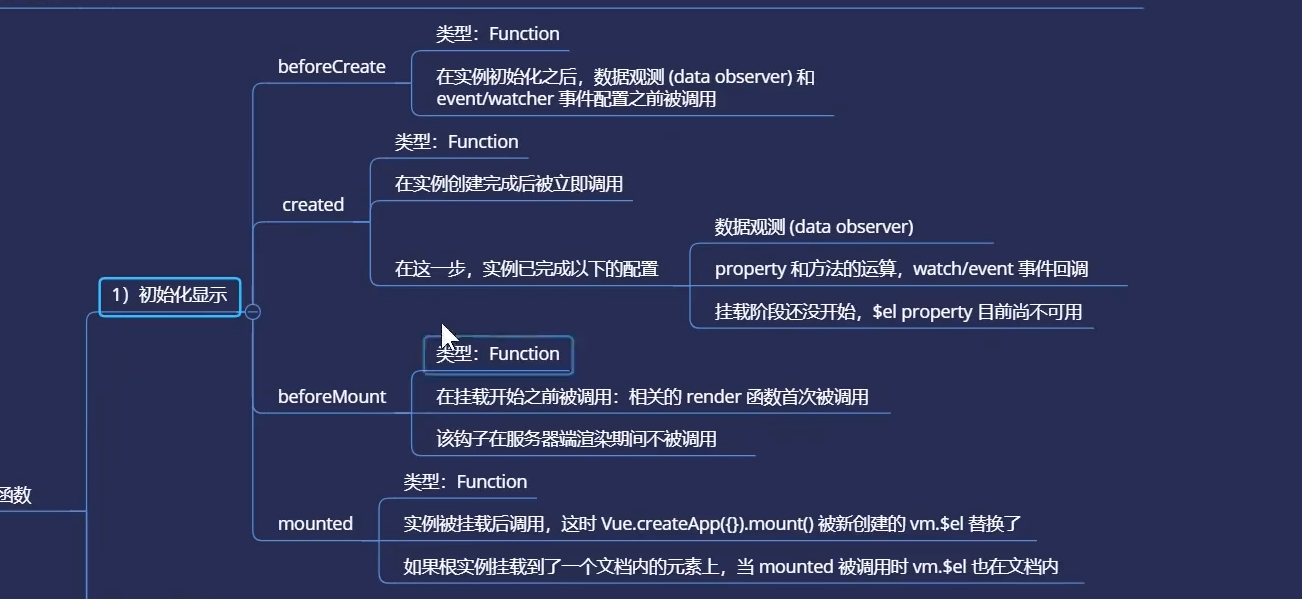 类型：Function
beforeCreate
在实例初始化之后，数据观测 (data observer) 和
event/watcher 事件配置之前被调用
类型：Function
在实例创建完成后被立即调用
created
数据观测 (data observer)
在这一步，实例已完成以下的配置
property 和方法的运算，watch/event 事件回调
挂载阶段还没开始，$el property 目前尚不可用
1）初始化显示
类型：Function
beforeMount
在挂载开始之前被调用：相关的 render 函数首次被调用
该钩子在服务器端渲染期间不被调用
函数
类型：Function
mounted
实例被挂载后调用，这时 Vue.createApp({}).mount() 被新创建的 vm.$el 替换了
如果根实例挂载到了一个文档内的元素上，当 mounted 被调用时 vm.$el 也在文档内